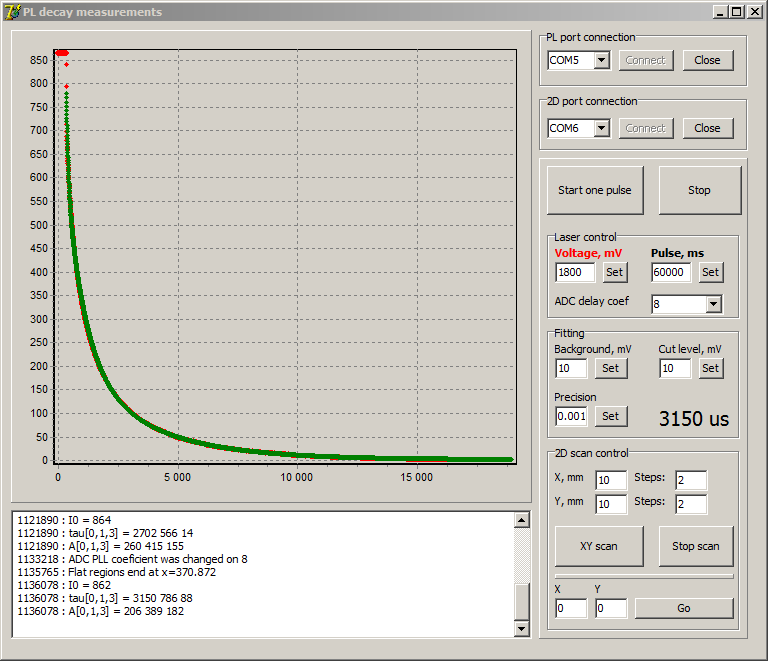 PL decay measurements
850
800
750
700
650
600
550
500
450
400
350
300
250
200
150
100
50
0
0 5 000 10 000 15 000
1121890 : I0 = 864
1121890 : tau[0,1,3] = 2702 566 14
1121890 : A[0,1,3] = 260 415 155
1133218 : ADC PLL coeficient was changed on 8
1135765 : Flat regions end at x=370.872
1136078 : I0 = 862
1136078 : tau[0,1,3] = 3150 786 88
1136078 : A[0,1,3] = 206 389 182
PL port connection
COM5 Connect Close
2D port connection
COM6 Connect Close
Start one pulse Stop
Laser control
Voltage, mV Pulse, ms
1800 Set 60000 Set
ADC delay coef 8
Fitting
Background, mV Cut level, mV
10 Set 10 Set
Precision
0.001 Set 3150 us
2D scan control
X, mm 10 Steps: 2
Y, mm 10 Steps: 2
XY scan Stop scan
X Y
0 0 Go